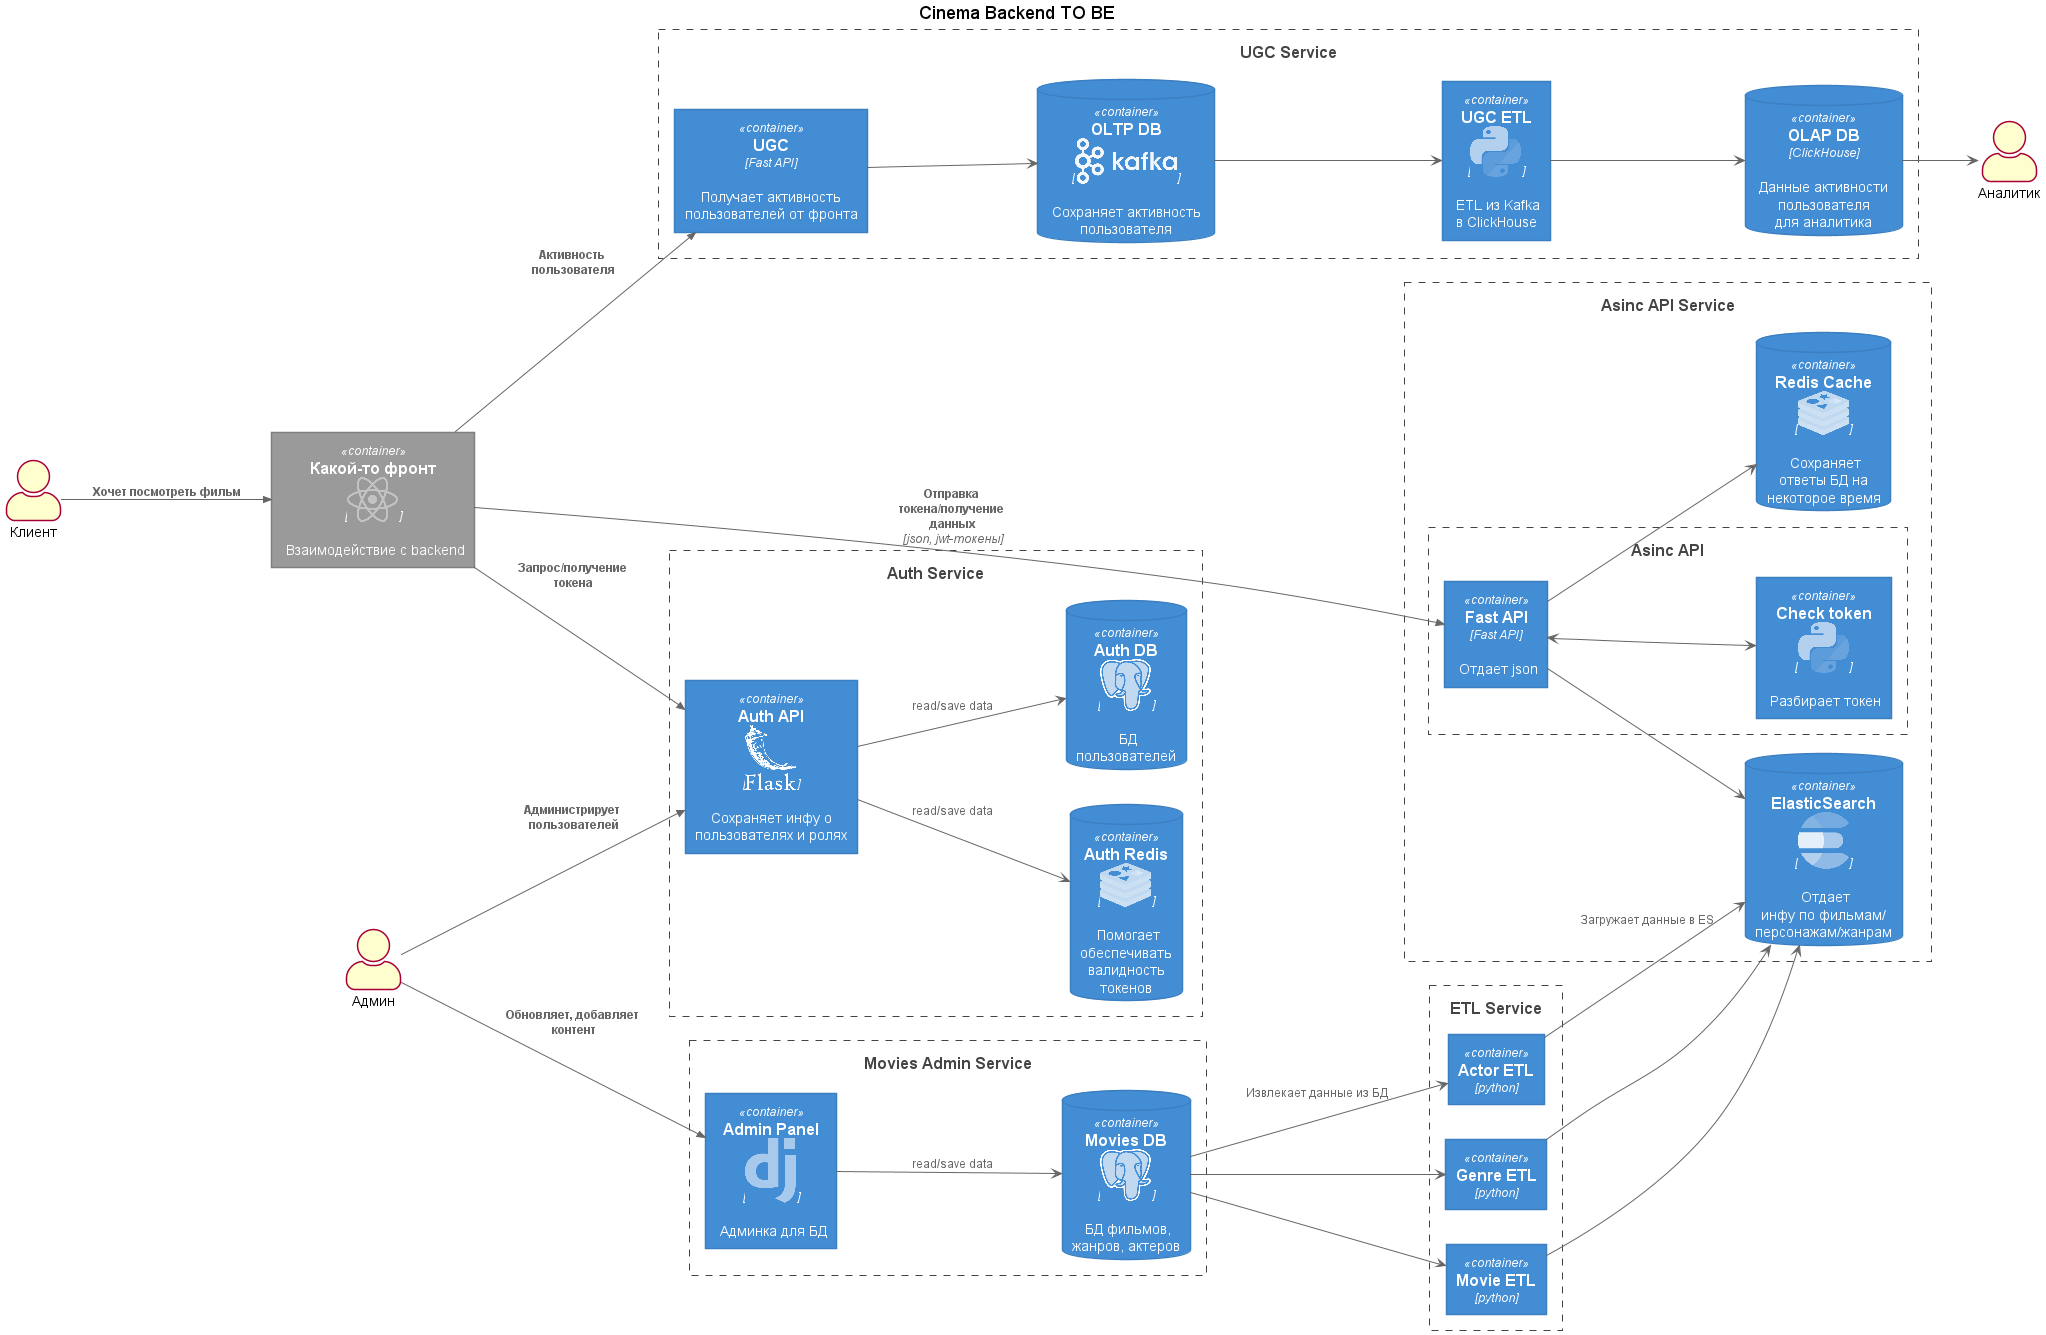 Cinema Backend TO BE
UGC Service
«container»
UGC
[Fast API]
Получает активность
пользователей от фронта
«container»
OLTP DB
[kafka]
Сохраняет активность
пользователя
«container»
UGC ETL
[ ]
ETL из Kafka
в ClickHouse
«container»
OLAP DB
[ClickHouse]
Данные активности
пользователя
для аналитика
Аналитик
Активность
пользователя
Клиент
Хочет посмотреть фильм
«container»
Какой-то фронт
[ ]
Взаимодействие с backend
Отправка
токена/получение
данных
[json, jwt-токены]
Запрос/получение
токена
Asinc API Service
«container»
Redis Cache
[ ]
Сохраняет
ответы БД на
некоторое время
Asinc API
«container»
Fast API
[Fast API]
Отдает json
«container»
Check token
[ ]
Разбирает токен
«container»
ElasticSearch
[ ]
Отдает
инфу по фильмам/
персонажам/жанрам
Auth Service
«container»
Auth API
[Flask]
Сохраняет инфу о
пользователях и ролях
read/save data
read/save data
«container»
Auth DB
[ ]
БД
пользователей
«container»
Auth Redis
[ ]
Помогает
обеспечивать
валидность
токенов
Администрирует
пользователей
Админ
Обновляет, добавляет
контент
Movies Admin Service
«container»
Admin Panel
[dj]
Админка для БД
read/save data
«container»
Movies DB
[ ]
БД фильмов,
жанров, актеров
Извлекает данные из БД
Загружает данные в ES
ETL Service
«container»
Actor ETL
[python]
«container»
Genre ETL
[python]
«container»
Movie ETL
[python]